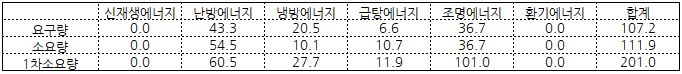 신재생에너지 난방에너지 냉방에너지 급탕에너지 조명에너지 환기에너지 합계
요구량 0.0 43.3 20.5 6.6 36.7 0.0 107.2
소요량 0.0 54.5 10.1 10.7 36.7 0.0 111.9
1차소요량 0.0 60.5 27.7 11.9 101.0 0.0 201.0